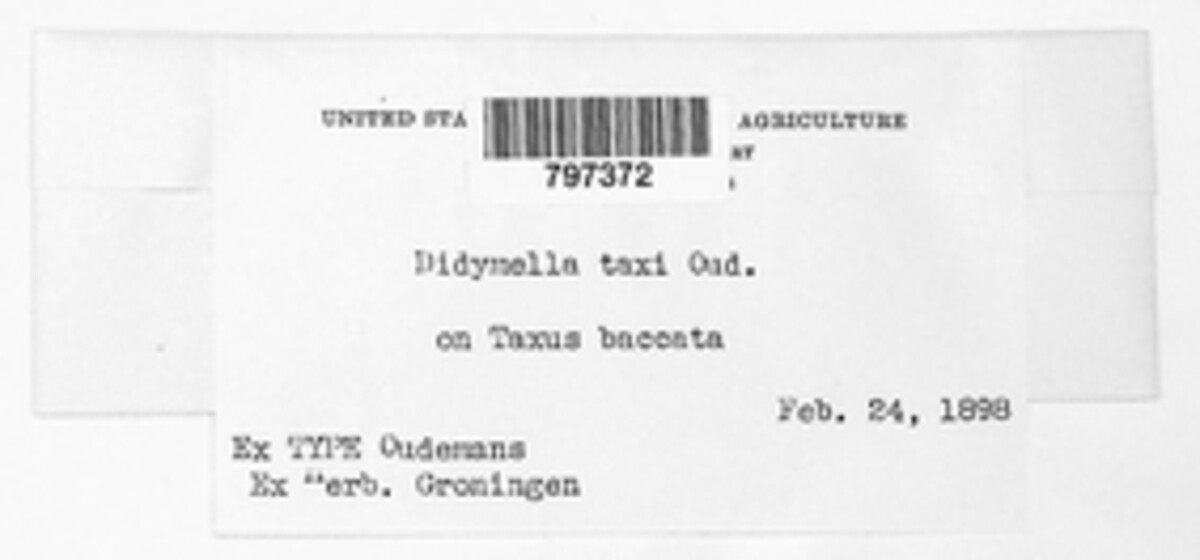 UNITED STA AGRICULTURE
RY
797372
Didymella taxi Oud.
on Taxus baccata
Feb. 24, 1898
Ex TYPE Oudemans
Ex "erb. Groningen